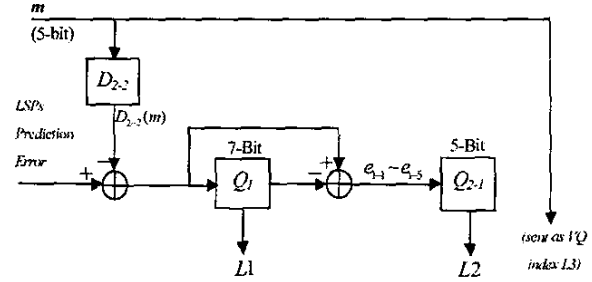 m
(5-bit)
D2-2
LSPs
Prediction
Error
D2-2(m)
7-Bit
5-Bit
+
−
Q1
−
+
e1-1 ~ e1-5
Q2-1
(sent as VQ
index L3)
L1
L2